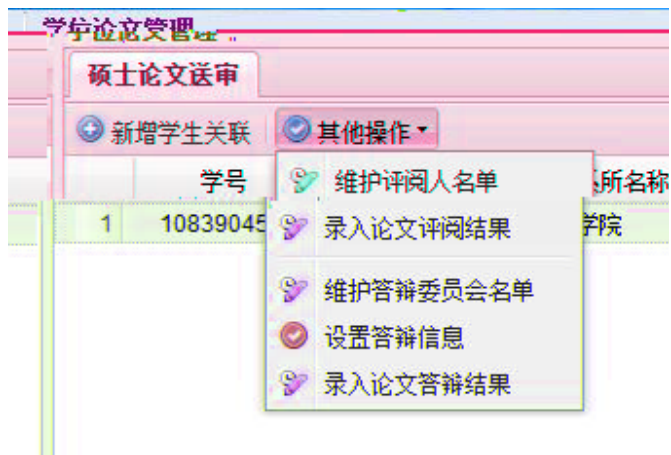 学位论文管理
硕士论文送审
新增学生关联 其他操作
学号 系所名称
1 10839045 学院
维护评阅人名单
录入论文评阅结果
维护答辩委员会名单
设置答辩信息
录入论文答辩结果